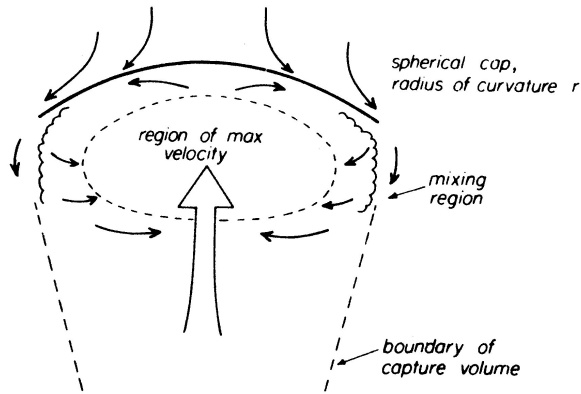 spherical cap,
radius of curvature r
region of max
velocity
mixing
region
boundary of
capture volume